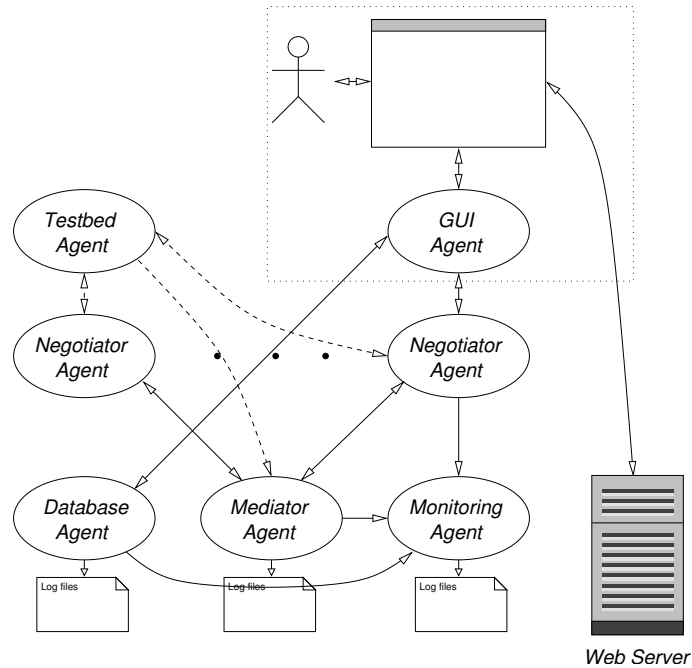 Testbed
Agent
GUI
Agent
Negotiator
Agent
Negotiator
Agent
Database
Agent
Mediator
Agent
Monitoring
Agent
Log files
Log files
Log files
Web Server